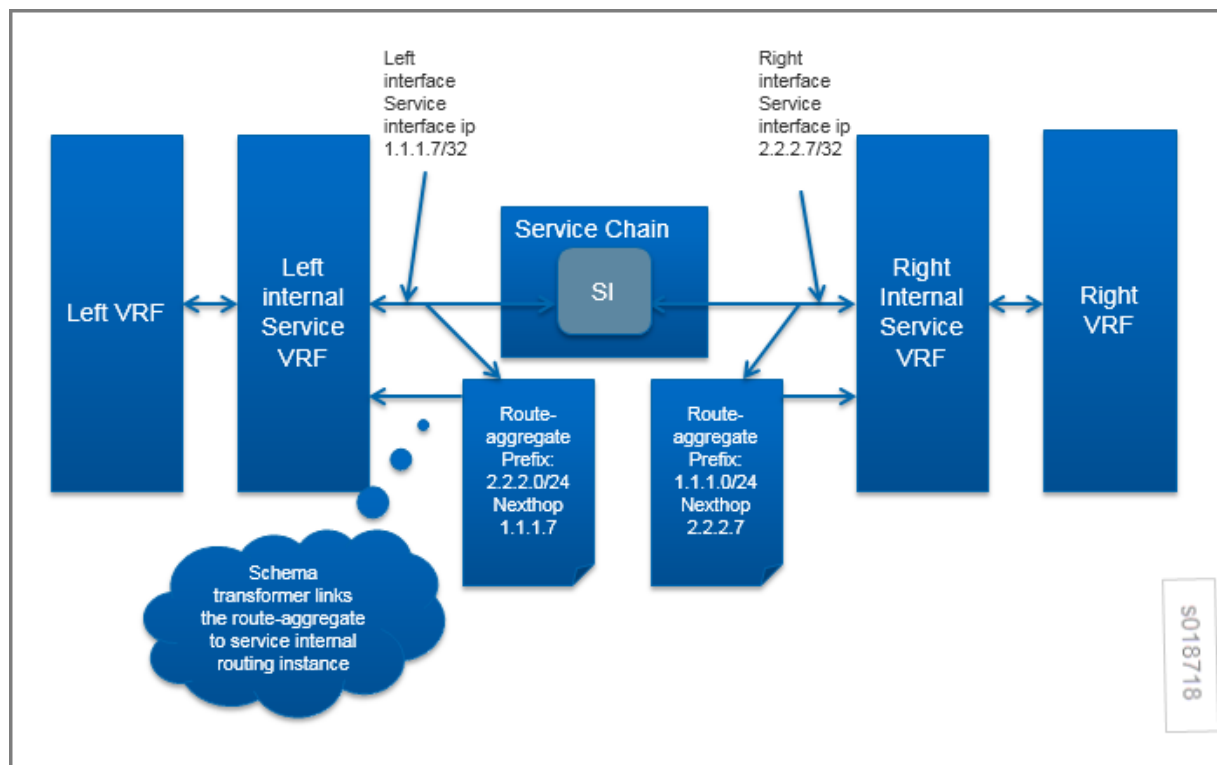 Left
interface
Service
interface ip
1.1.1.7/32
Right
interface
Service
interface ip
2.2.2.7/32
Left VRF
Left
internal
Service
VRF
Service Chain
SI
Right
Internal
Service
VRF
Right
VRF
Route-
aggregate
Prefix:
2.2.2.0/24
Nexthop
1.1.1.7
Route-
aggregate
Prefix:
1.1.1.0/24
Nexthop
2.2.2.7
Schema
transformer links
the route-aggregate
to service internal
routing instance
s018718